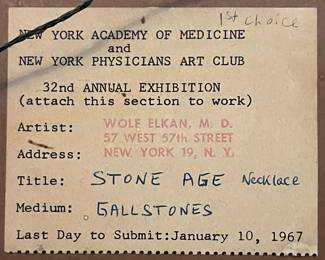 1st choice
NEW YORK ACADEMY OF MEDICINE
and
NEW YORK PHYSICIANS ART CLUB
32nd ANNUAL EXHIBITION
(attach this section to work)
Artist: WOLF ELKAN, M. D.
57 WEST 57th STREET
Address: NEW YORK 19, N. Y.
Title: STONE AGE Necklace
Medium: GALLSTONES
Last Day to Submit:January 10, 1967